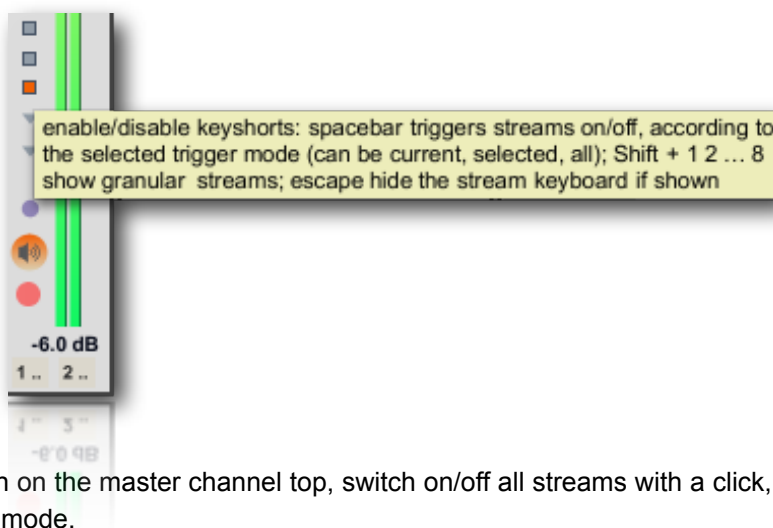 enable/disable keyshorts: spacebar triggers streams on/off, according to
the selected trigger mode (can be current, selected, all); Shift + 1 2 ... 8
show granular streams; escape hide the stream keyboard if shown
-6.0 dB
1 .. 2 ..
on the master channel top, switch on/off all streams with a click,
mode.